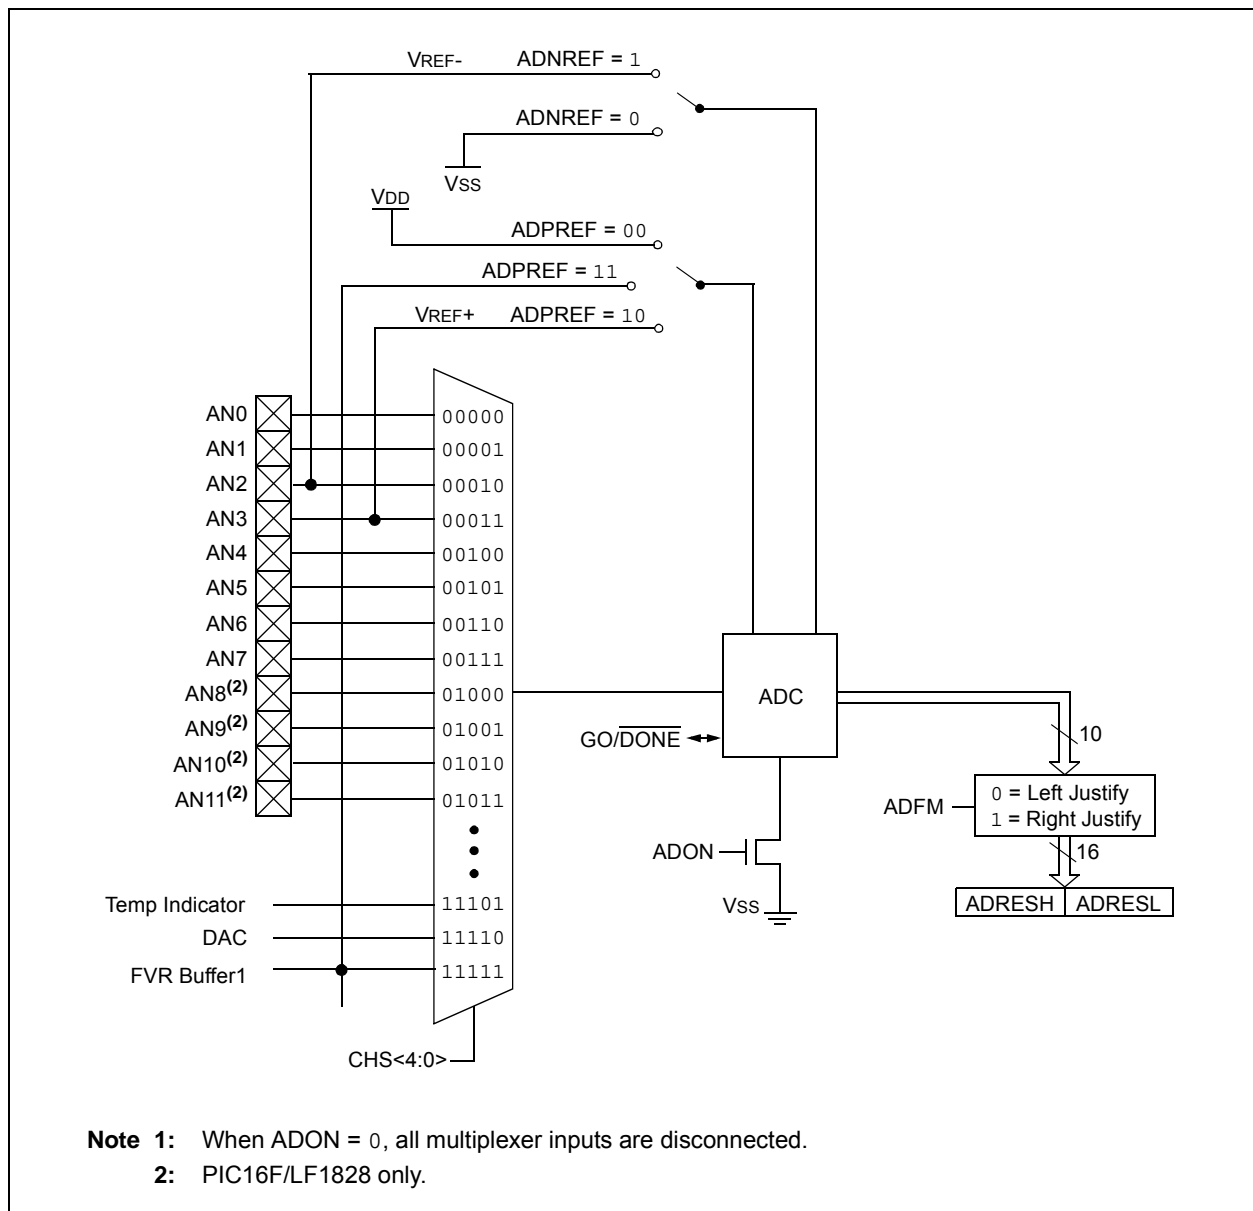 VREF- ADNREF = 1
ADNREF = 0
VSS
VDD
ADPREF = 00
ADPREF = 11
VREF+ ADPREF = 10
AN0 00000
AN1 00001
AN2 00010
AN3 00011
AN4 00100
AN5 00101
AN6 00110
AN7 00111
AN8(2) 01000
AN9(2) 01001
AN10(2) 01010
AN11(2) 01011
ADC
GO/DONE
10
ADFM
0 = Left Justify
1 = Right Justify
16
ADON
VSS
ADRESH ADRESL
Temp Indicator 11101
DAC 11110
FVR Buffer1 11111
CHS<4:0>
Note 1: When ADON = 0, all multiplexer inputs are disconnected.
2: PIC16F/LF1828 only.